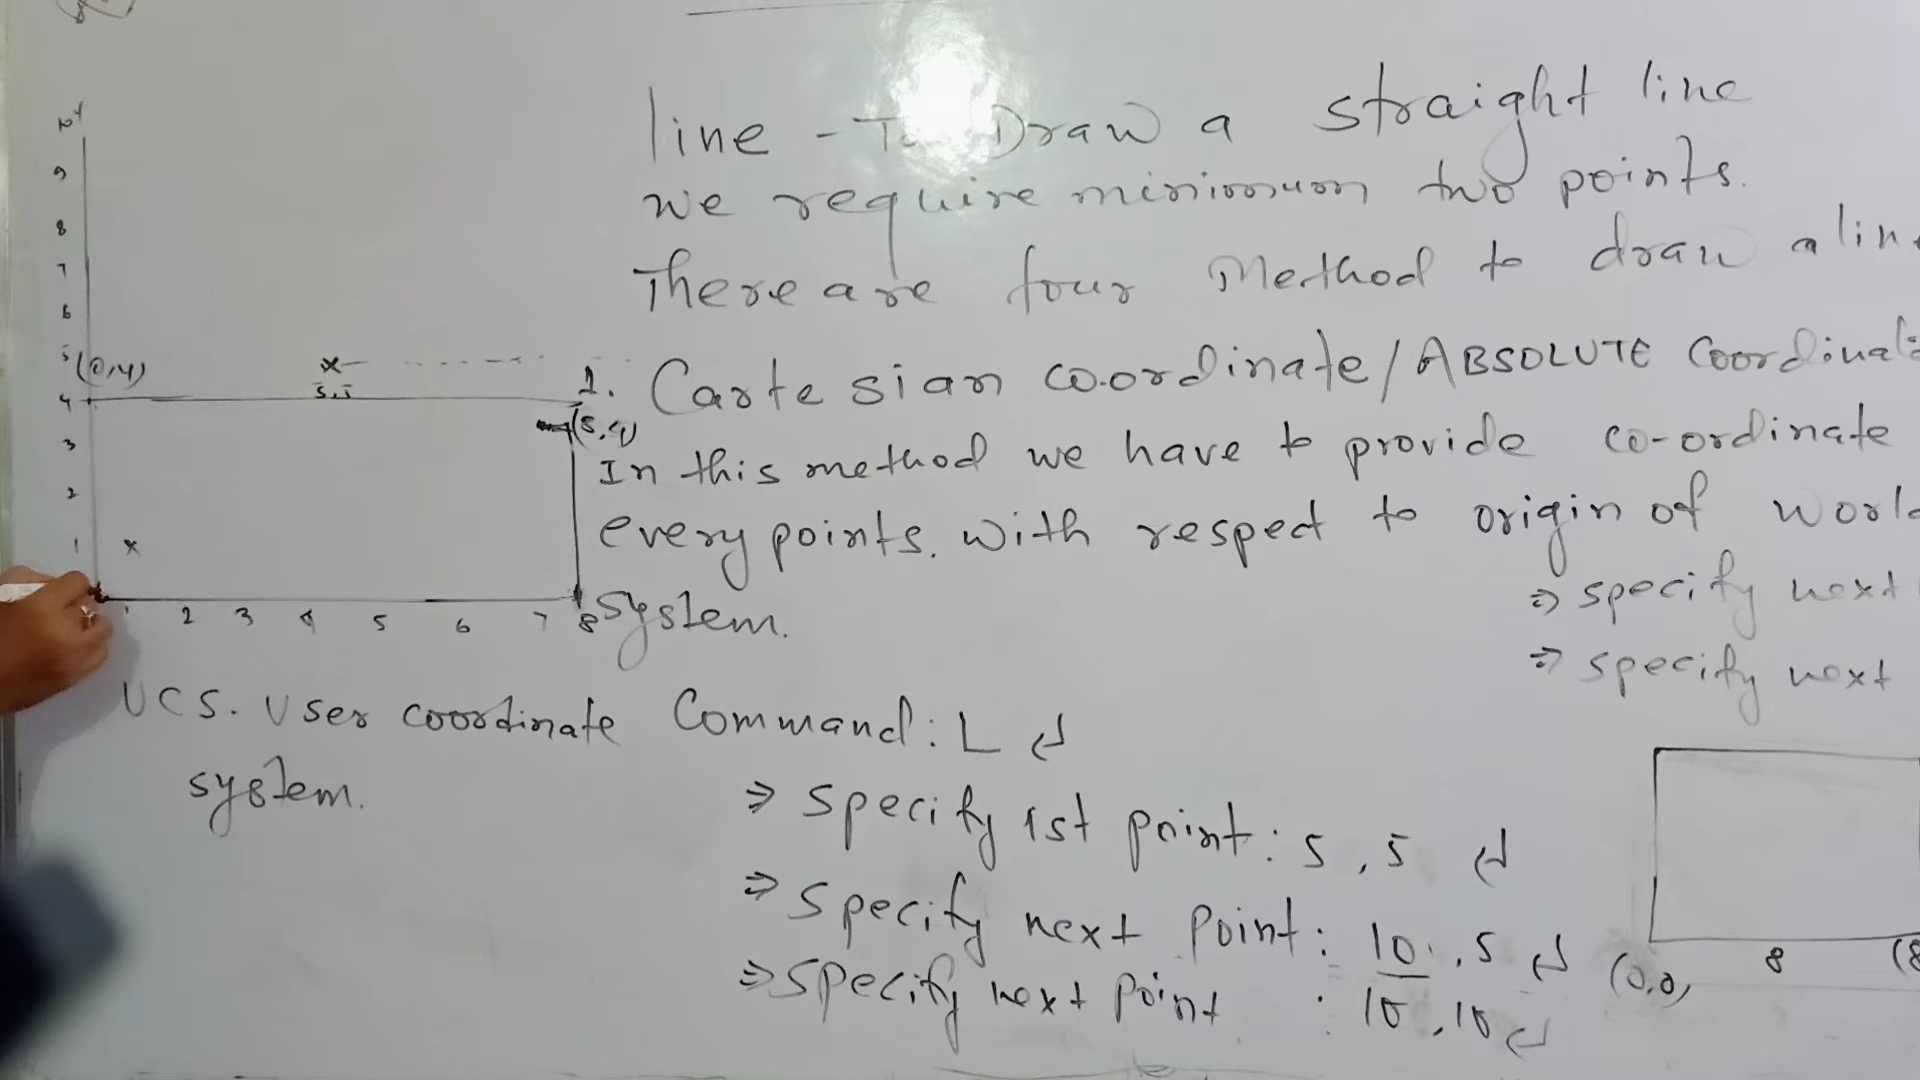 line - To Draw a straight line
we require minimum two points.
There are four Method to draw a line
1. Cartesian co-ordinate/ABSOLUTE Coordinat
In this method we have to provide co-ordinate
every points. with respect to origin of worl
system.
⇒ specify next
⇒ specify next
10 Y
9
8
7
6
5
(0,4)
x
5,5
4
3
2
1
x
1 2 3 4 5 6 7 8
UCS. User coordinate
system.
Command: L ↵
⇒ specify 1st point: 5,5 ↵
⇒ specify next point: 10,5 ↵
⇒ specify next point : 10,10 ↵
(0,0)
8
(8